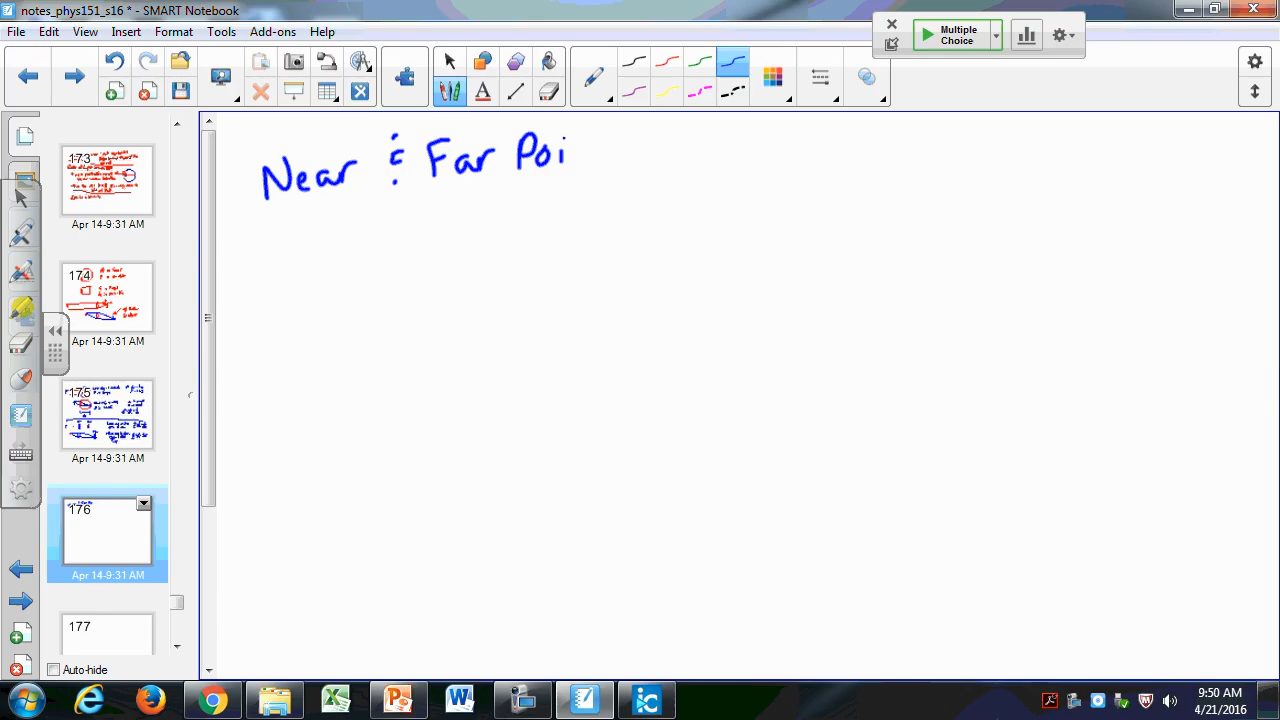 notes_phys151_s16 * - SMART Notebook
File Edit View Insert Format Tools Add-ons Help
Multiple Choice
Near & Far Poi
173
Apr 14-9:31 AM
174
Apr 14-9:31 AM
175
Apr 14-9:31 AM
176
Apr 14-9:31 AM
177
Auto-hide
9:50 AM
4/21/2016